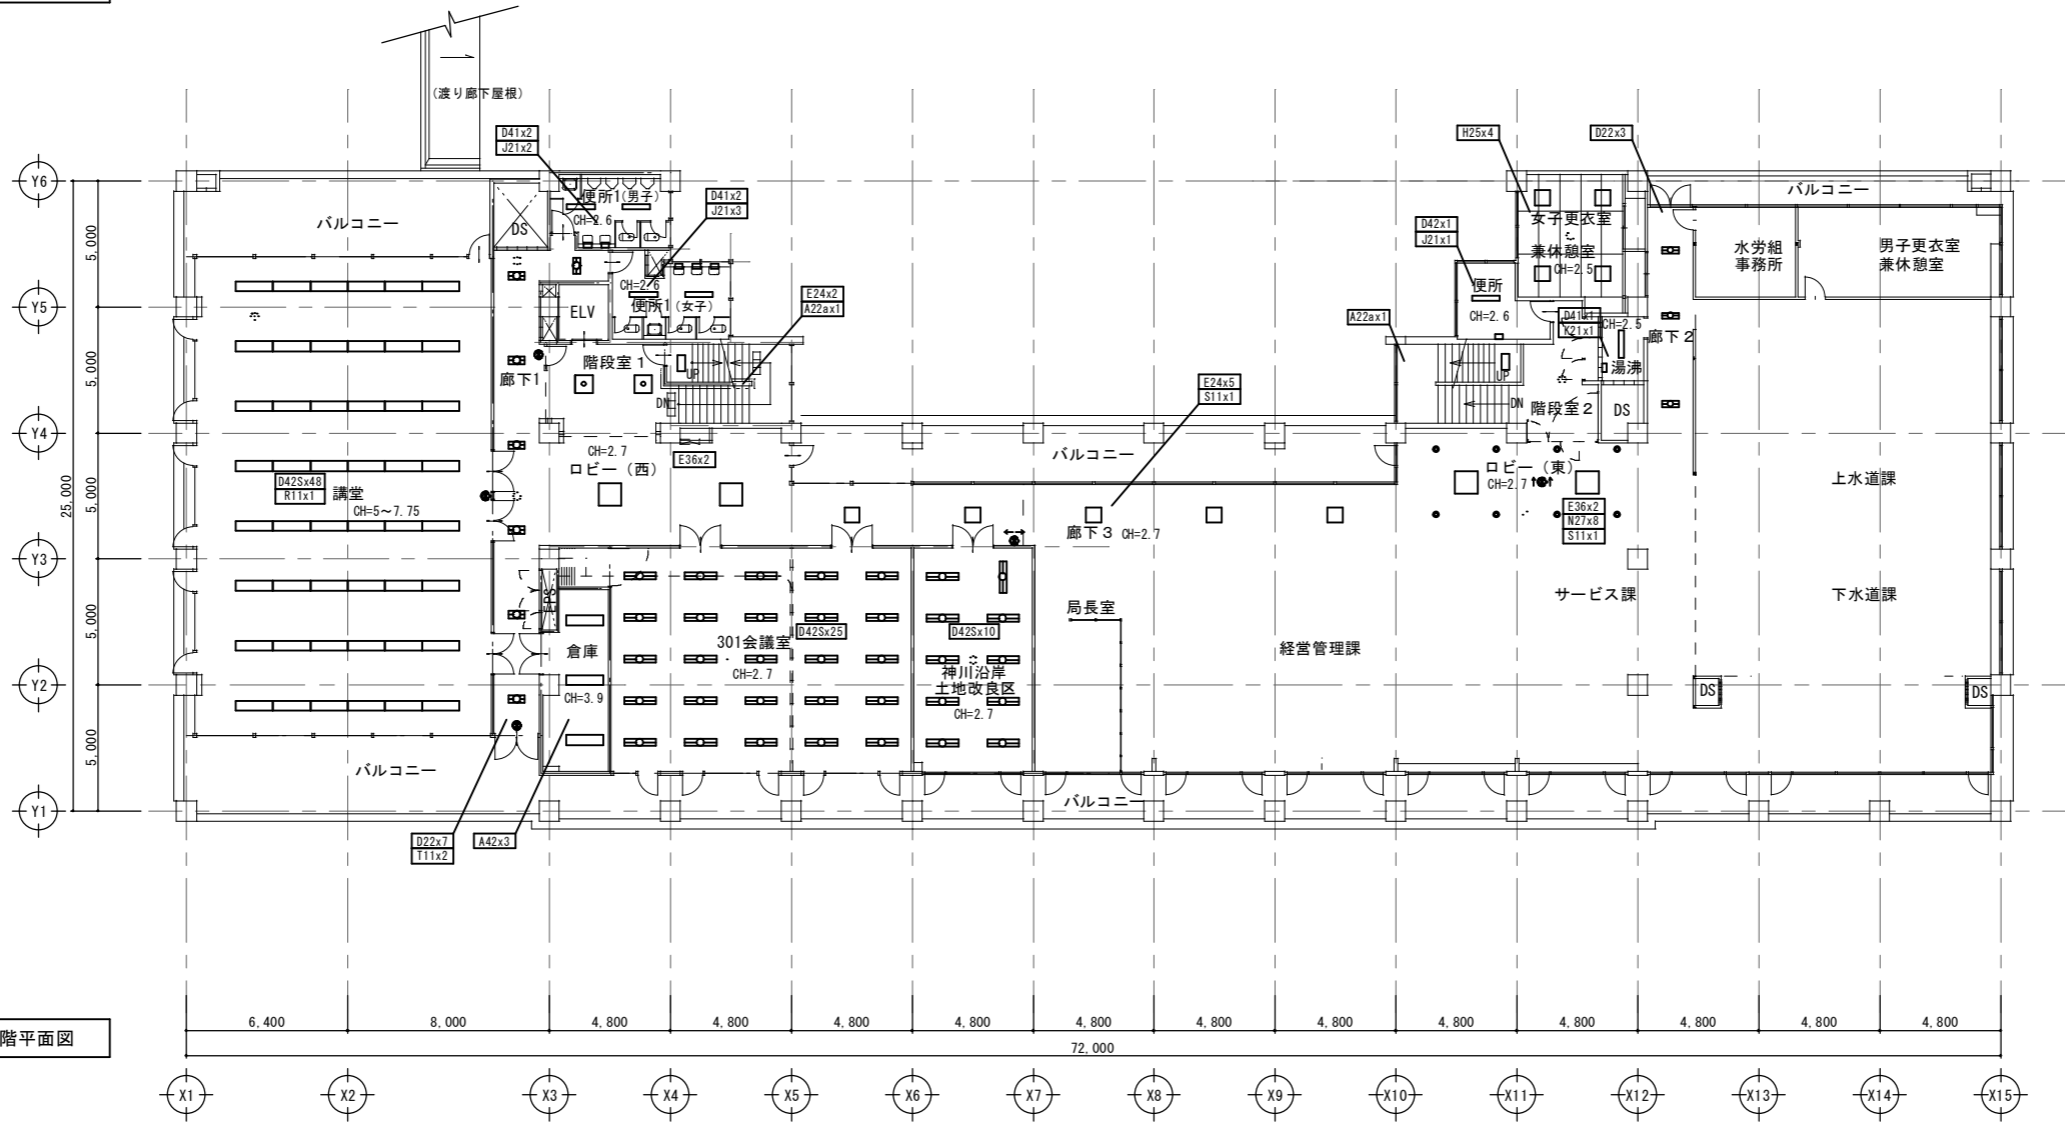 (渡り廊下屋根)
D41x2
J21x2
D41x2
J21x3
H25x4
D22x3
Y6
バルコニー
DS
便所1(男子)
CH=2.6
バルコニー
女子更衣室
兼休憩室
CH=2.5
水労組
事務所
男子更衣室
兼休憩室
D42x1
J21x1
5,000
CH=2.6
便所1(女子)
ELV
E24x2
A22ax1
便所
CH=2.6
A22ax1
D41x1
K21x1
CH=2.5
廊下2
湯沸
Y5
5,000
階段室1
UP
DN
廊下1
E24x5
S11x1
UP
DN
階段室2
DS
Y4
CH=2.7
ロビー(西)
E36x2
バルコニー
ロビー(東)
CH=2.7
E36x2
N27x8
S11x1
上水道課
25,000
5,000
D42Sx48
R11x1
講堂
CH=5～7.75
廊下3 CH=2.7
Y3
EPS
5,000
倉庫
CH=3.9
301会議室
CH=2.7
D42Sx25
D42Sx10
神川沿岸
土地改良区
CH=2.7
局長室
経営管理課
サービス課
下水道課
Y2
DS
DS
5,000
バルコニー
バルコニー
Y1
D22x7
T11x2
A42x3
階平面図
6,400
8,000
4,800
4,800
4,800
4,800
4,800
4,800
4,800
4,800
4,800
4,800
4,800
4,800
72,000
X1
X2
X3
X4
X5
X6
X7
X8
X9
X10
X11
X12
X13
X14
X15